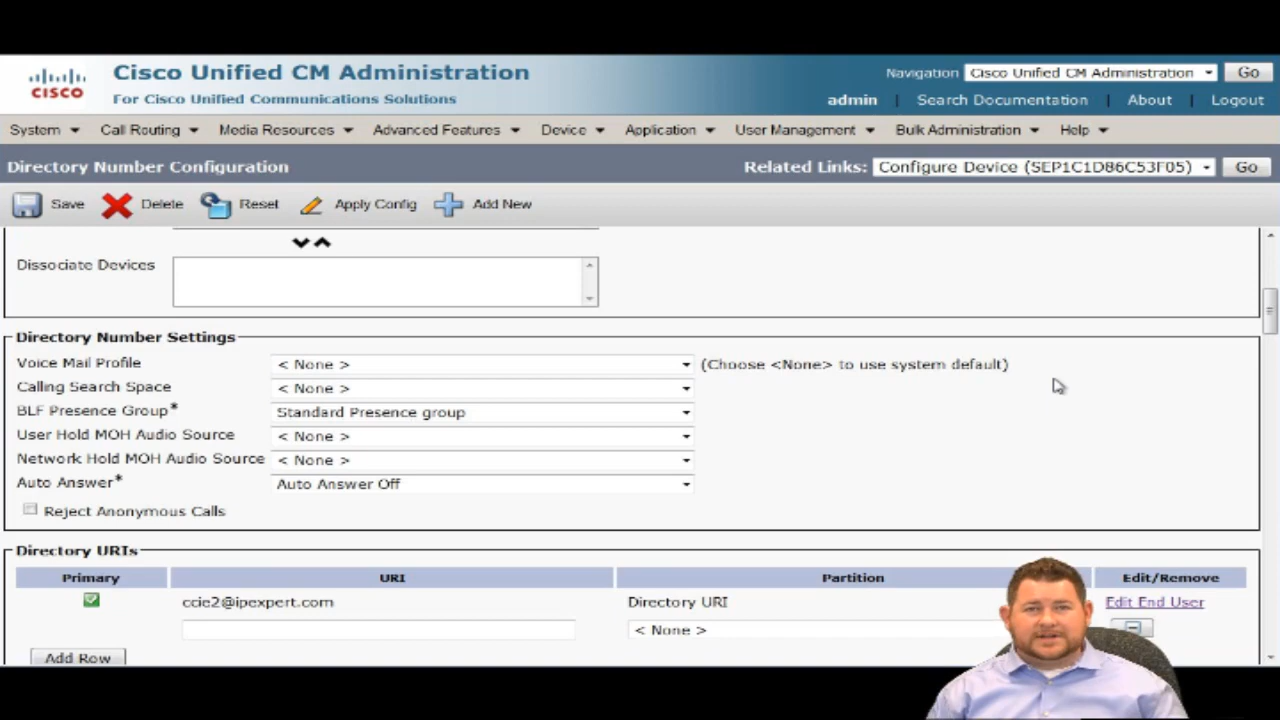 Cisco Unified CM Administration
For Cisco Unified Communications Solutions
CISCO
Navigation Cisco Unified CM Administration Go
admin | Search Documentation | About | Logout
System Call Routing Media Resources Advanced Features Device Application User Management Bulk Administration Help
Directory Number Configuration
Related Links: Configure Device (SEP1C1D86C53F05) Go
Save Delete Reset Apply Config Add New
Dissociate Devices
Directory Number Settings
Voice Mail Profile < None > (Choose <None> to use system default)
Calling Search Space < None >
BLF Presence Group* Standard Presence group
User Hold MOH Audio Source < None >
Network Hold MOH Audio Source < None >
Auto Answer* Auto Answer Off
Reject Anonymous Calls
Directory URIs
Primary URI Partition Edit/Remove
ccie2@ipexpert.com Directory URI Edit End User
< None >
Add Row